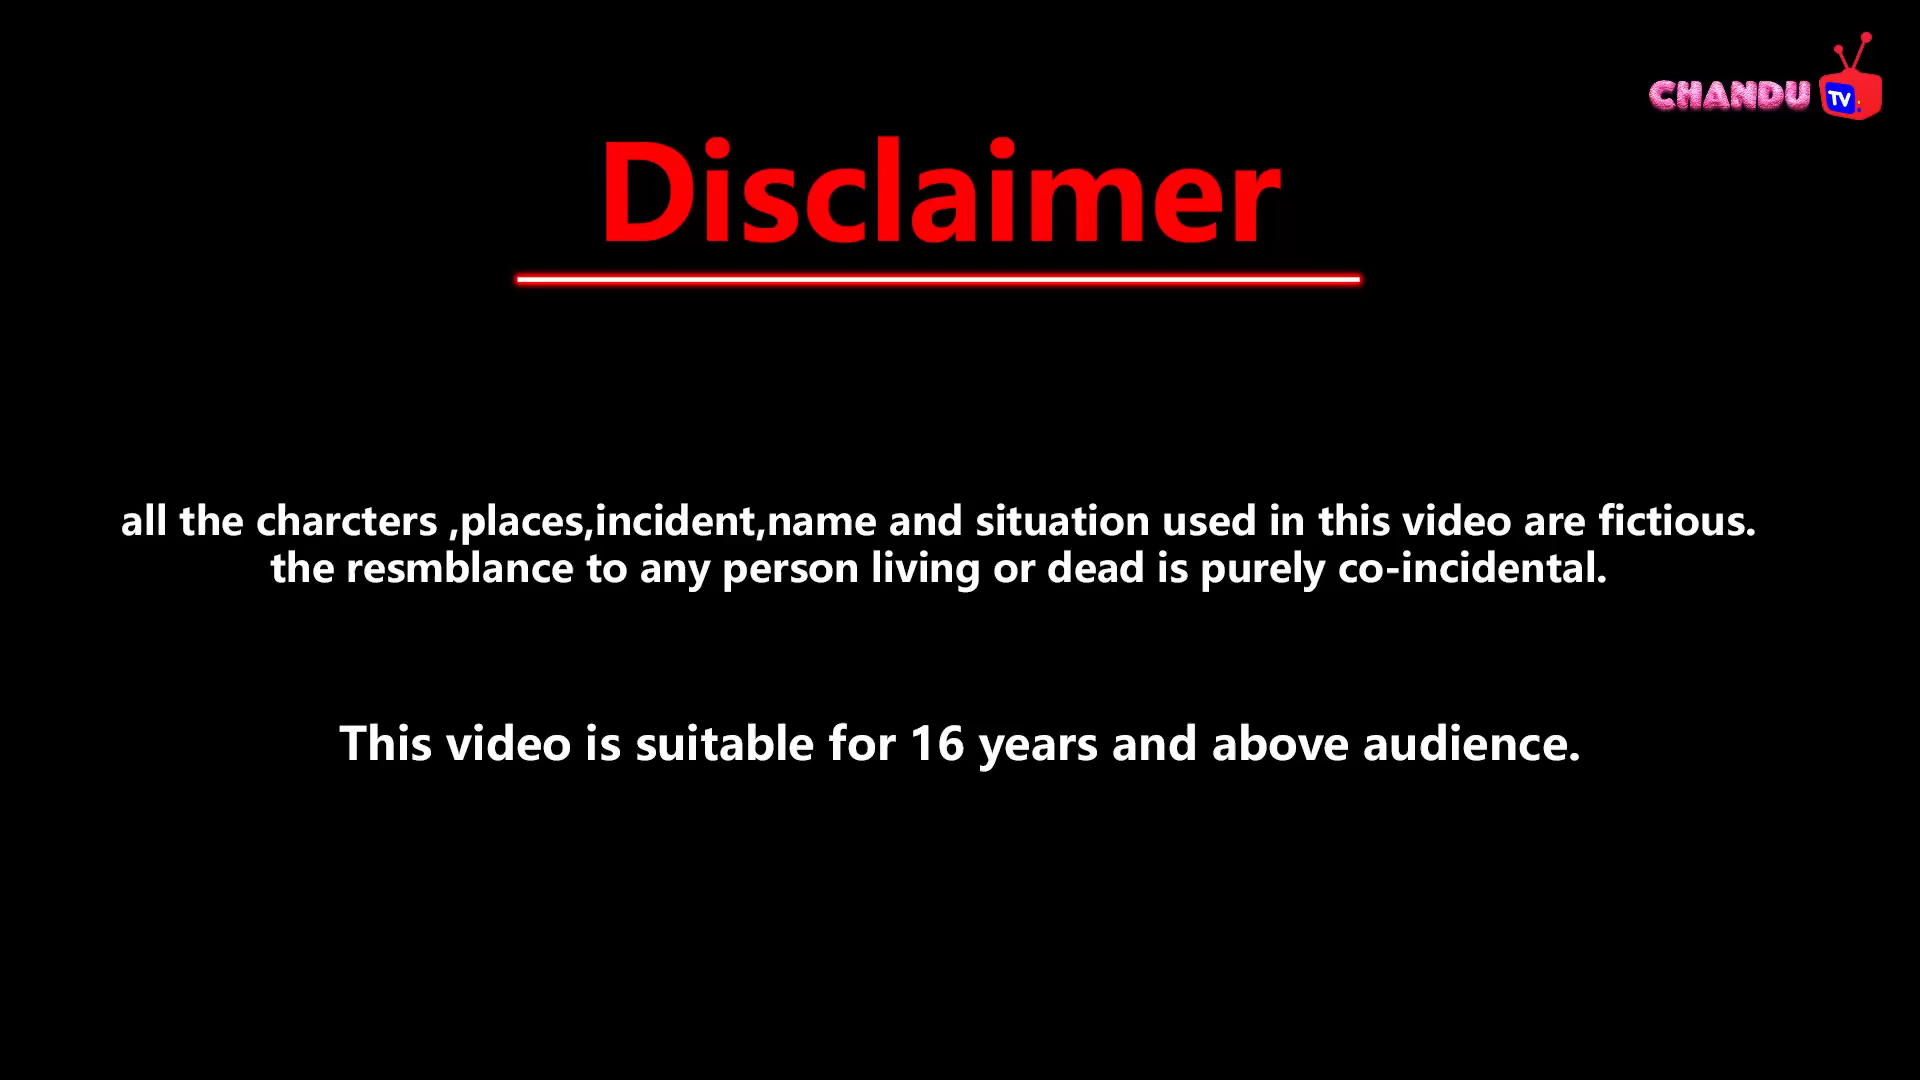 CHANDU TV
Disclaimer
all the charcters ,places,incident,name and situation used in this video are fictious.
the resmblance to any person living or dead is purely co-incidental.
This video is suitable for 16 years and above audience.